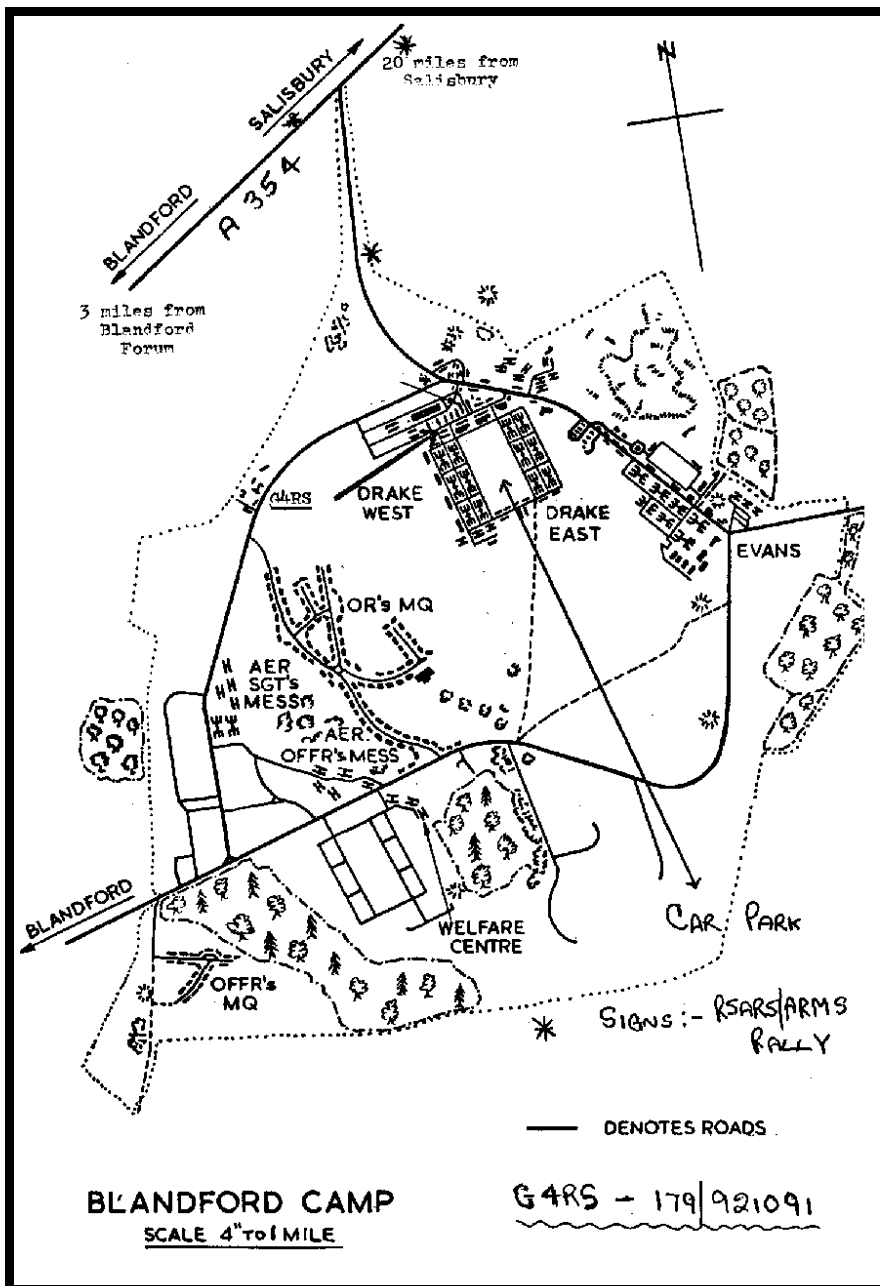 SALISBURY
20 miles from
Salisbury
N
A 354
BLANDFORD
3 miles from
Blandford
Forum
G4RS
DRAKE
WEST
DRAKE
EAST
EVANS
OR's MQ
AER
SGT's
MESS
AER
OFFR's MESS
BLANDFORD
WELFARE
CENTRE
CAR PARK
OFFR's
MQ
SIGNS:- RSARS/ARMS
RALLY
DENOTES ROADS
BLANDFORD CAMP
SCALE 4" TO 1 MILE
G4RS - 179/921091